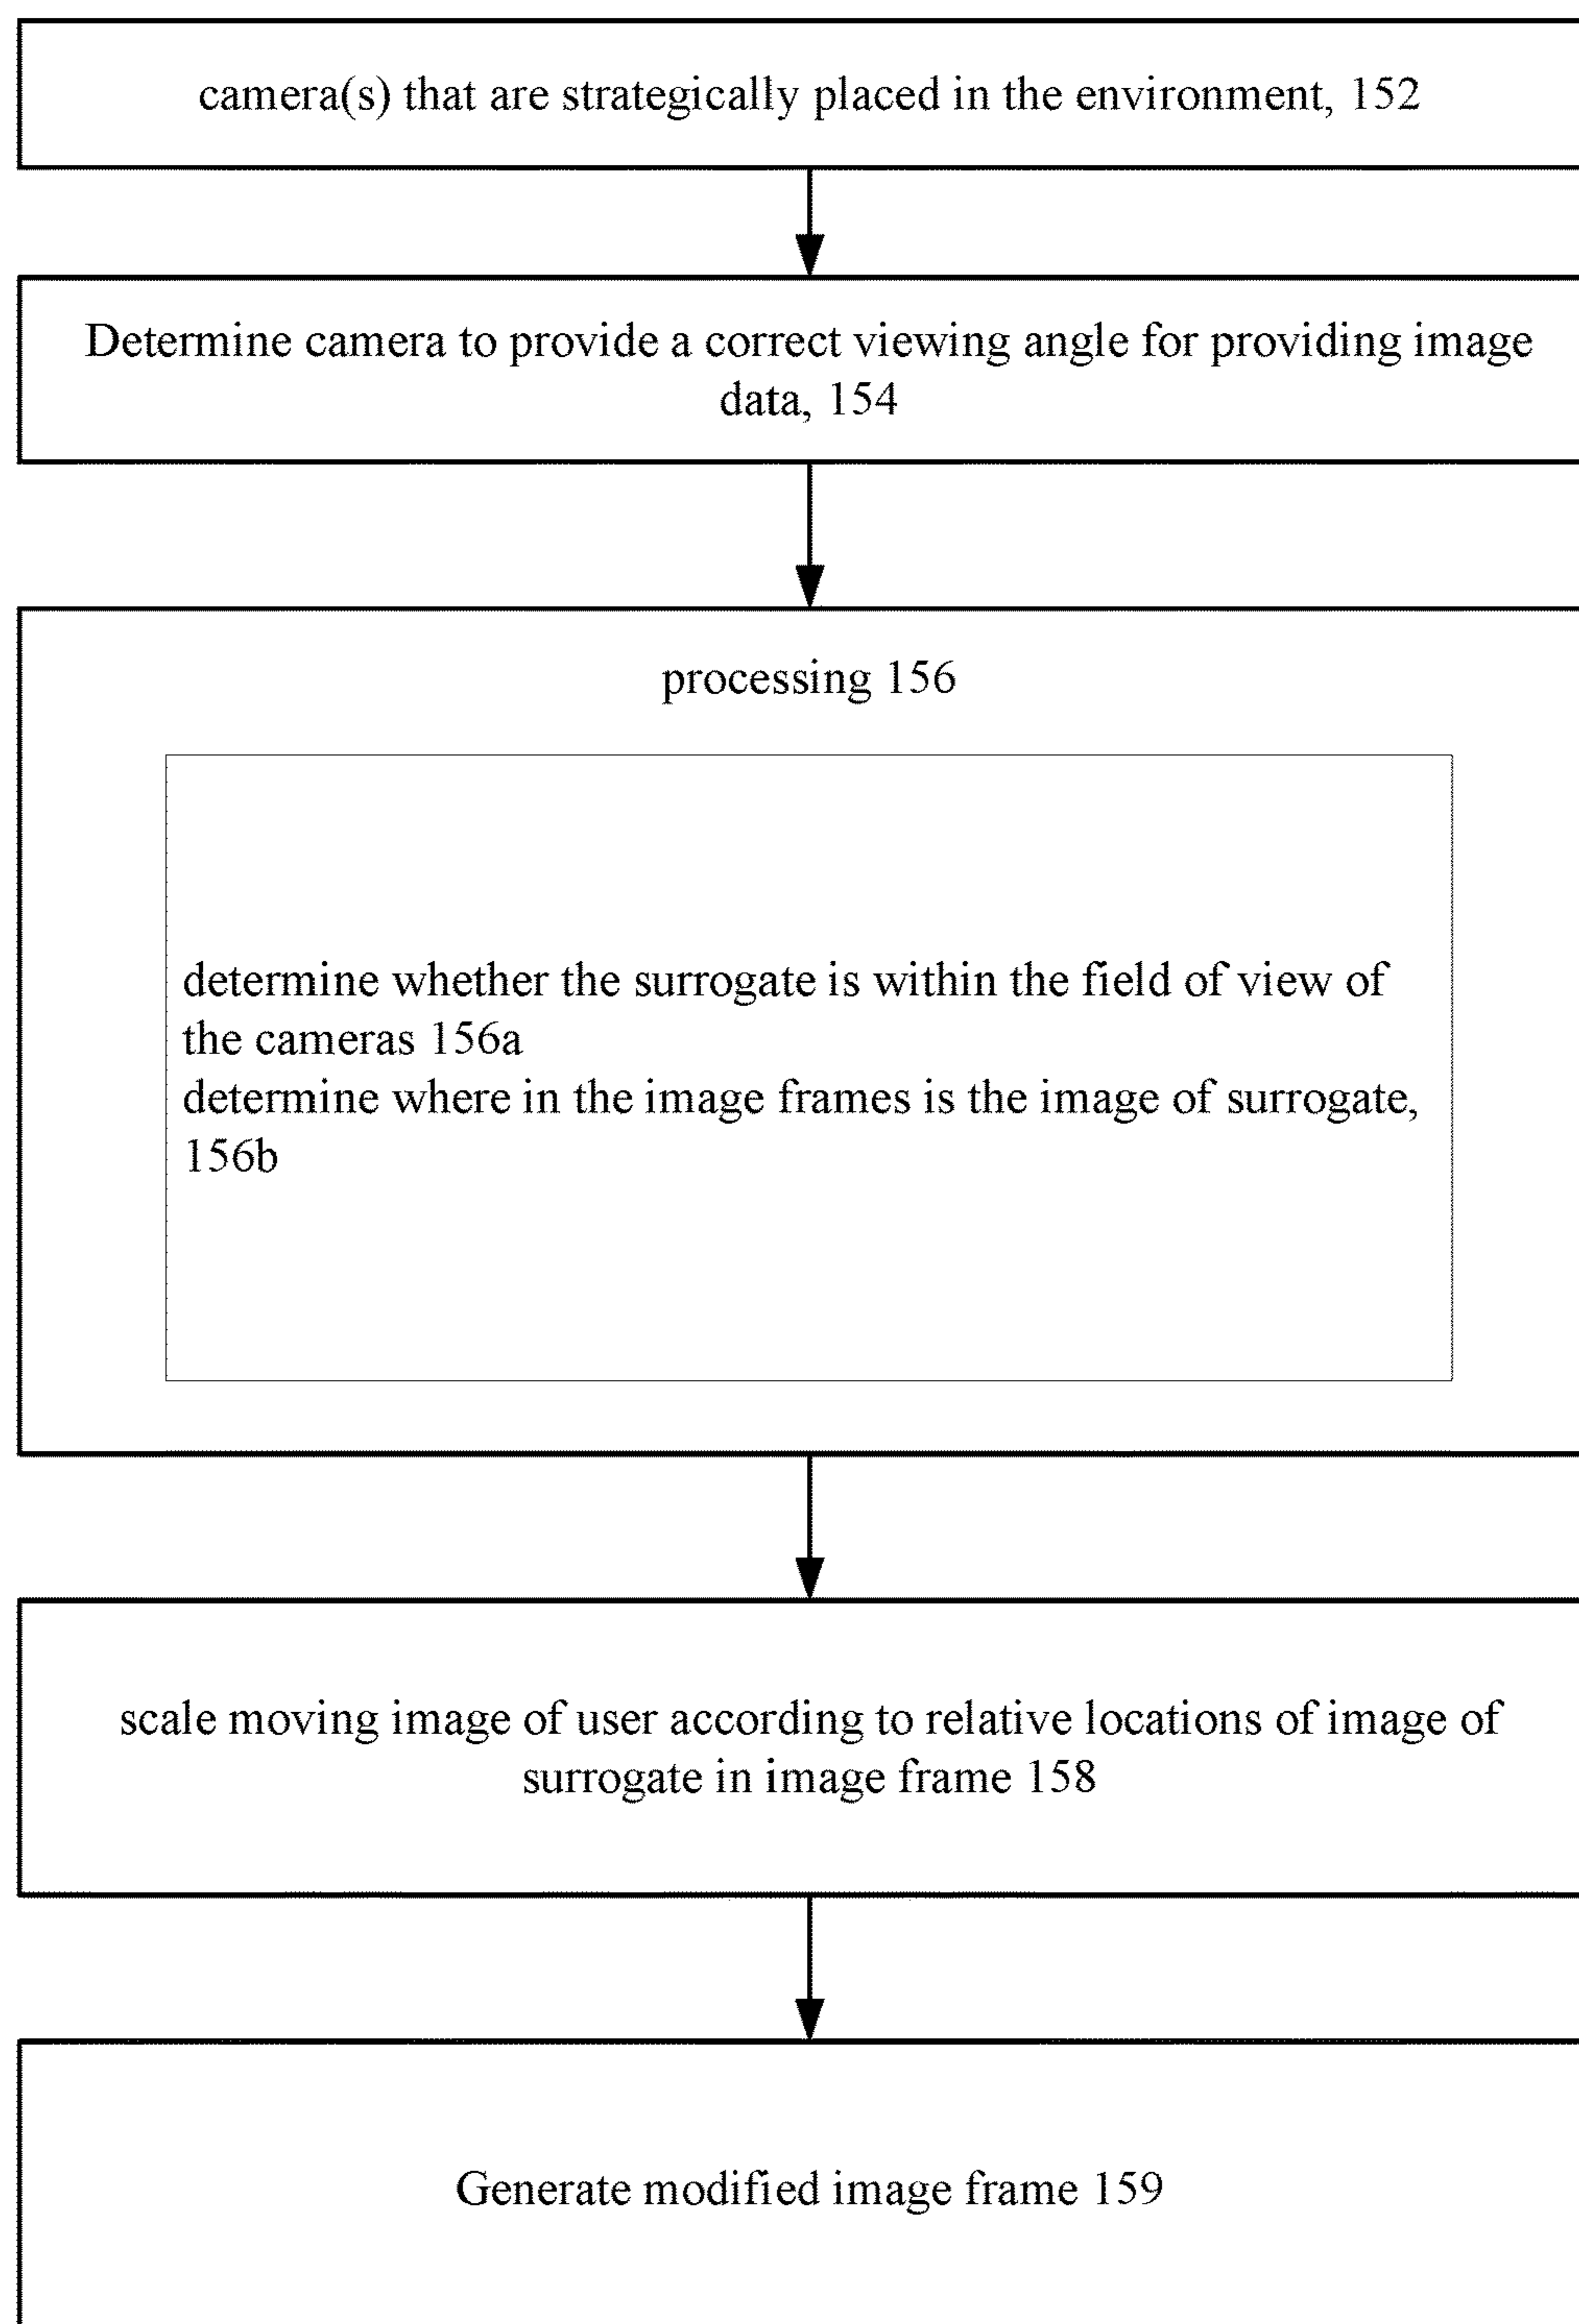 camera(s) that are strategically placed in the environment, 152
Determine camera to provide a correct viewing angle for providing image
data, 154
processing 156
determine whether the surrogate is within the field of view of
the cameras 156a
determine where in the image frames is the image of surrogate,
156b
scale moving image of user according to relative locations of image of
surrogate in image frame 158
Generate modified image frame 159